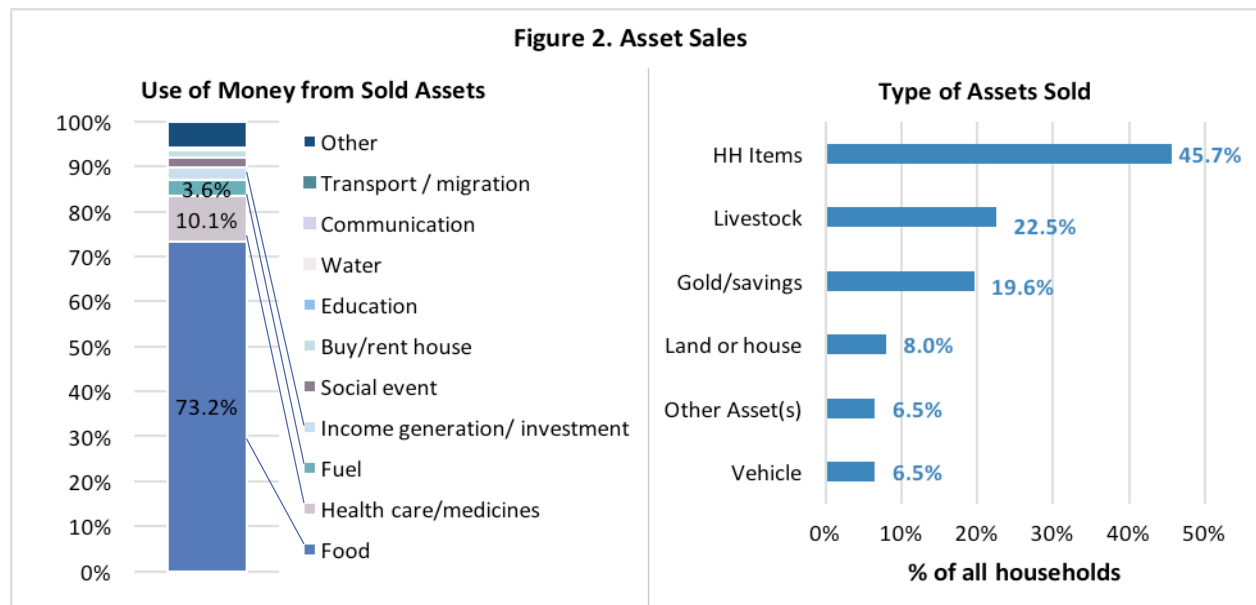 Figure 2. Asset Sales
Use of Money from Sold Assets
100%
90%
80%
70%
60%
50%
40%
30%
20%
10%
0%
3.6%
10.1%
73.2%
Other
Transport / migration
Communication
Water
Education
Buy/rent house
Social event
Income generation/ investment
Fuel
Health care/medicines
Food
Type of Assets Sold
HH Items 45.7%
Livestock 22.5%
Gold/savings 19.6%
Land or house 8.0%
Other Asset(s) 6.5%
Vehicle 6.5%
0% 10% 20% 30% 40% 50%
% of all households